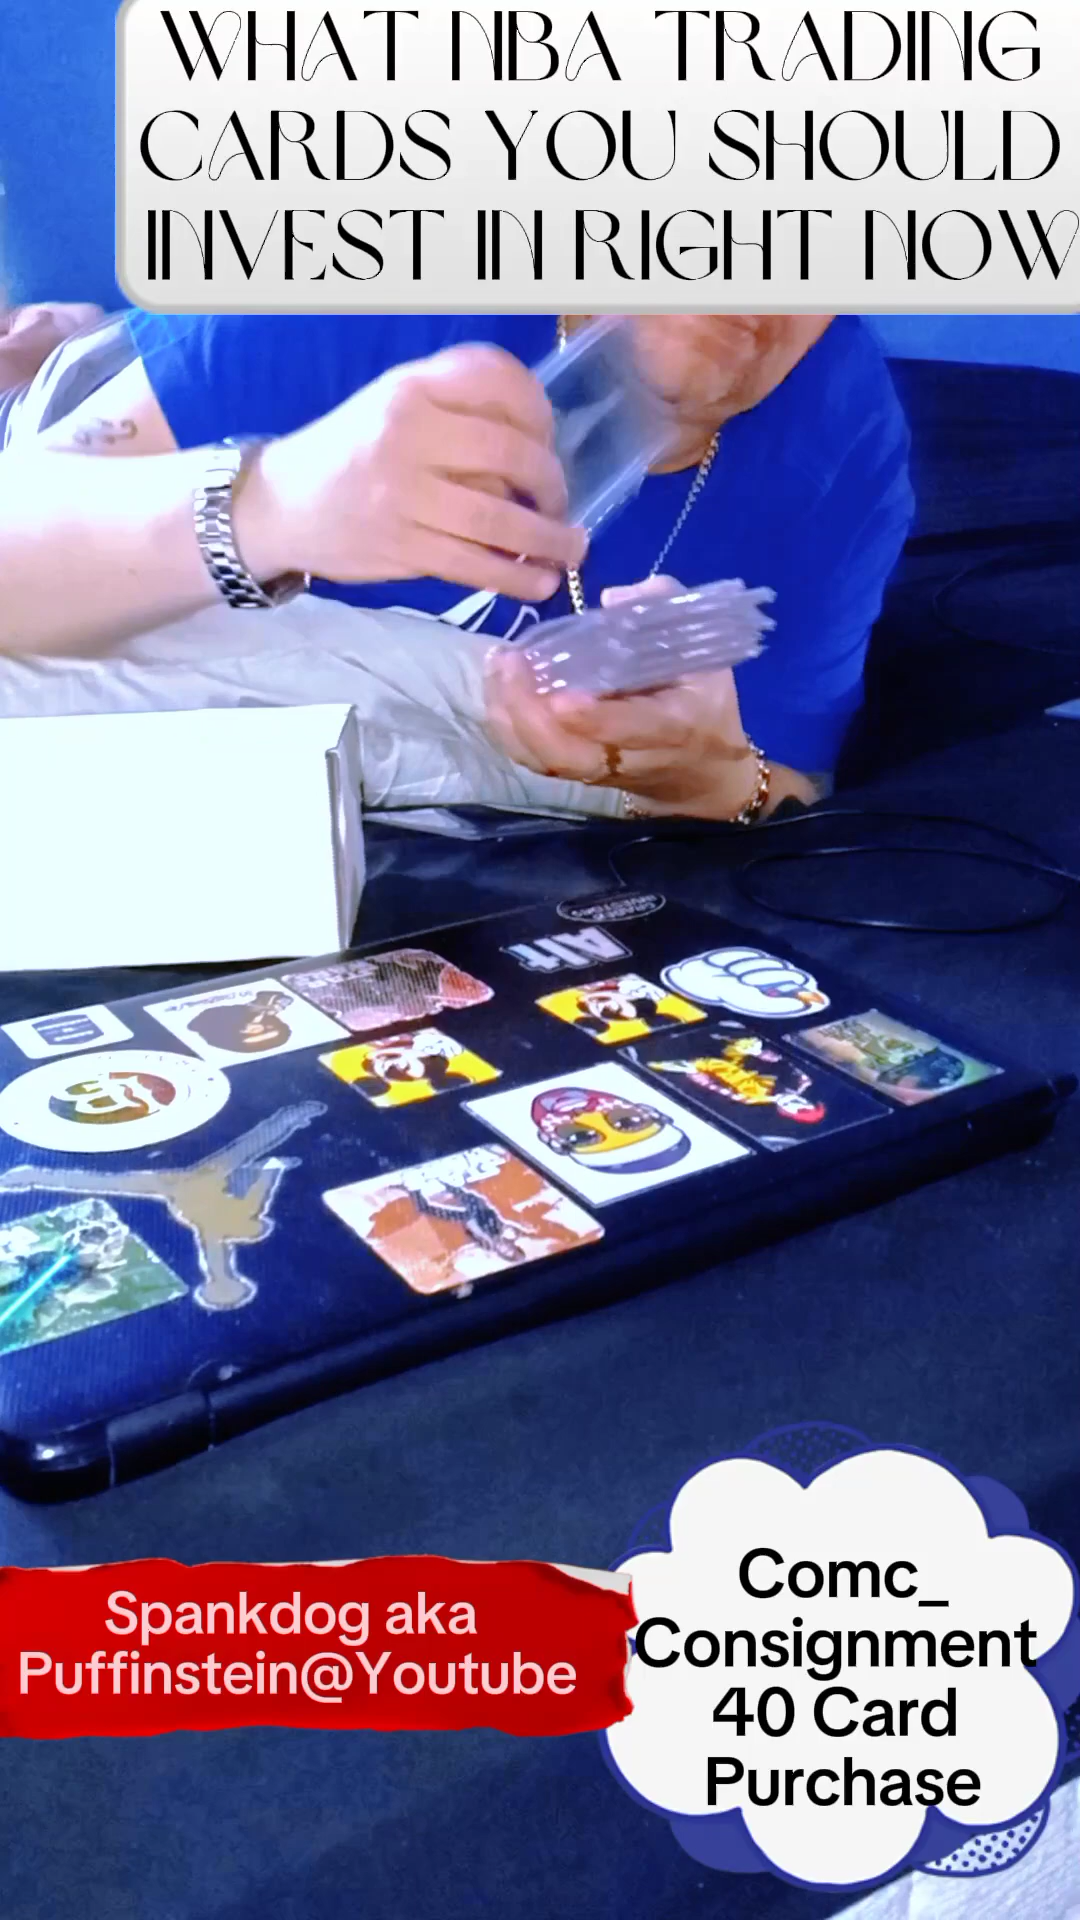 WHAT NBA TRADING
CARDS YOU SHOULD
INVEST IN RIGHT NOW
Alt
Spankdog aka
Puffinstein@Youtube
Comc_
Consignment
40 Card
Purchase